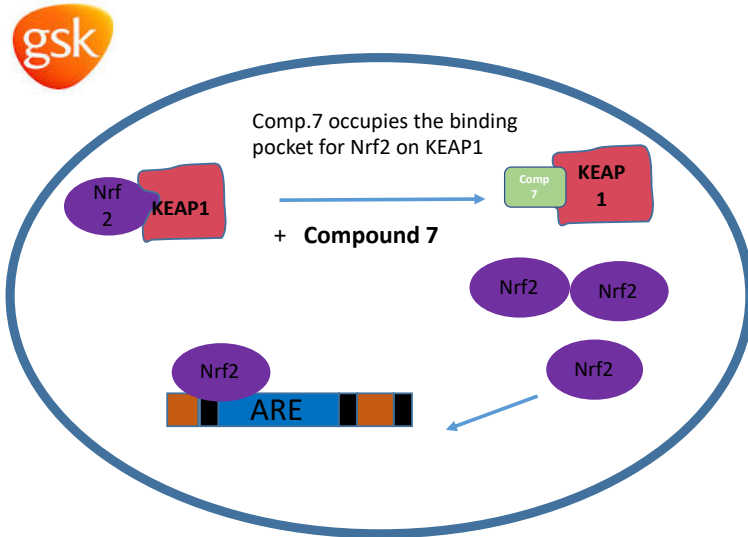 gsk
Comp.7 occupies the binding
pocket for Nrf2 on KEAP1
Nrf
2
KEAP1
Comp
7
KEAP
1
+ Compound 7
Nrf2
Nrf2
Nrf2
Nrf2
ARE